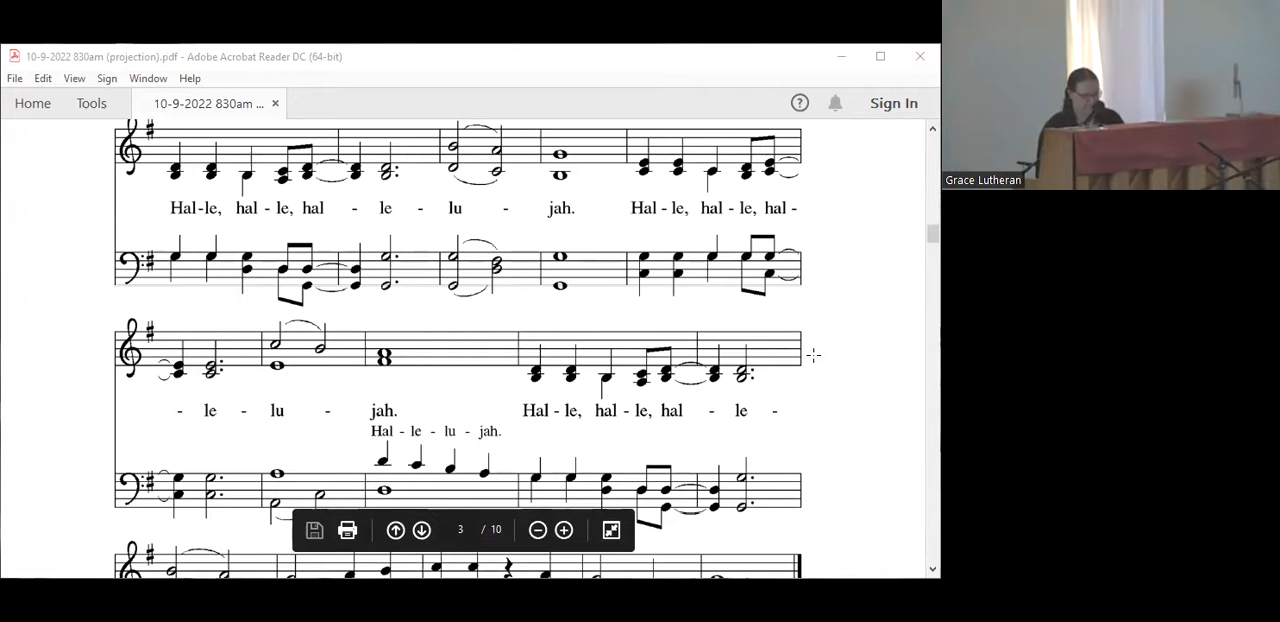 10-9-2022 830am (projection).pdf - Adobe Acrobat Reader DC (64-bit)
File Edit View Sign Window Help
Home Tools 10-9-2022 830am ... × Sign In
Hal-le, hal - le, hal - le - lu - jah. Hal - le, hal - le, hal -
- le - lu - jah. Hal - le, hal - le, hal - le -
Hal - le - lu - jah.
3 / 10
Grace Lutheran